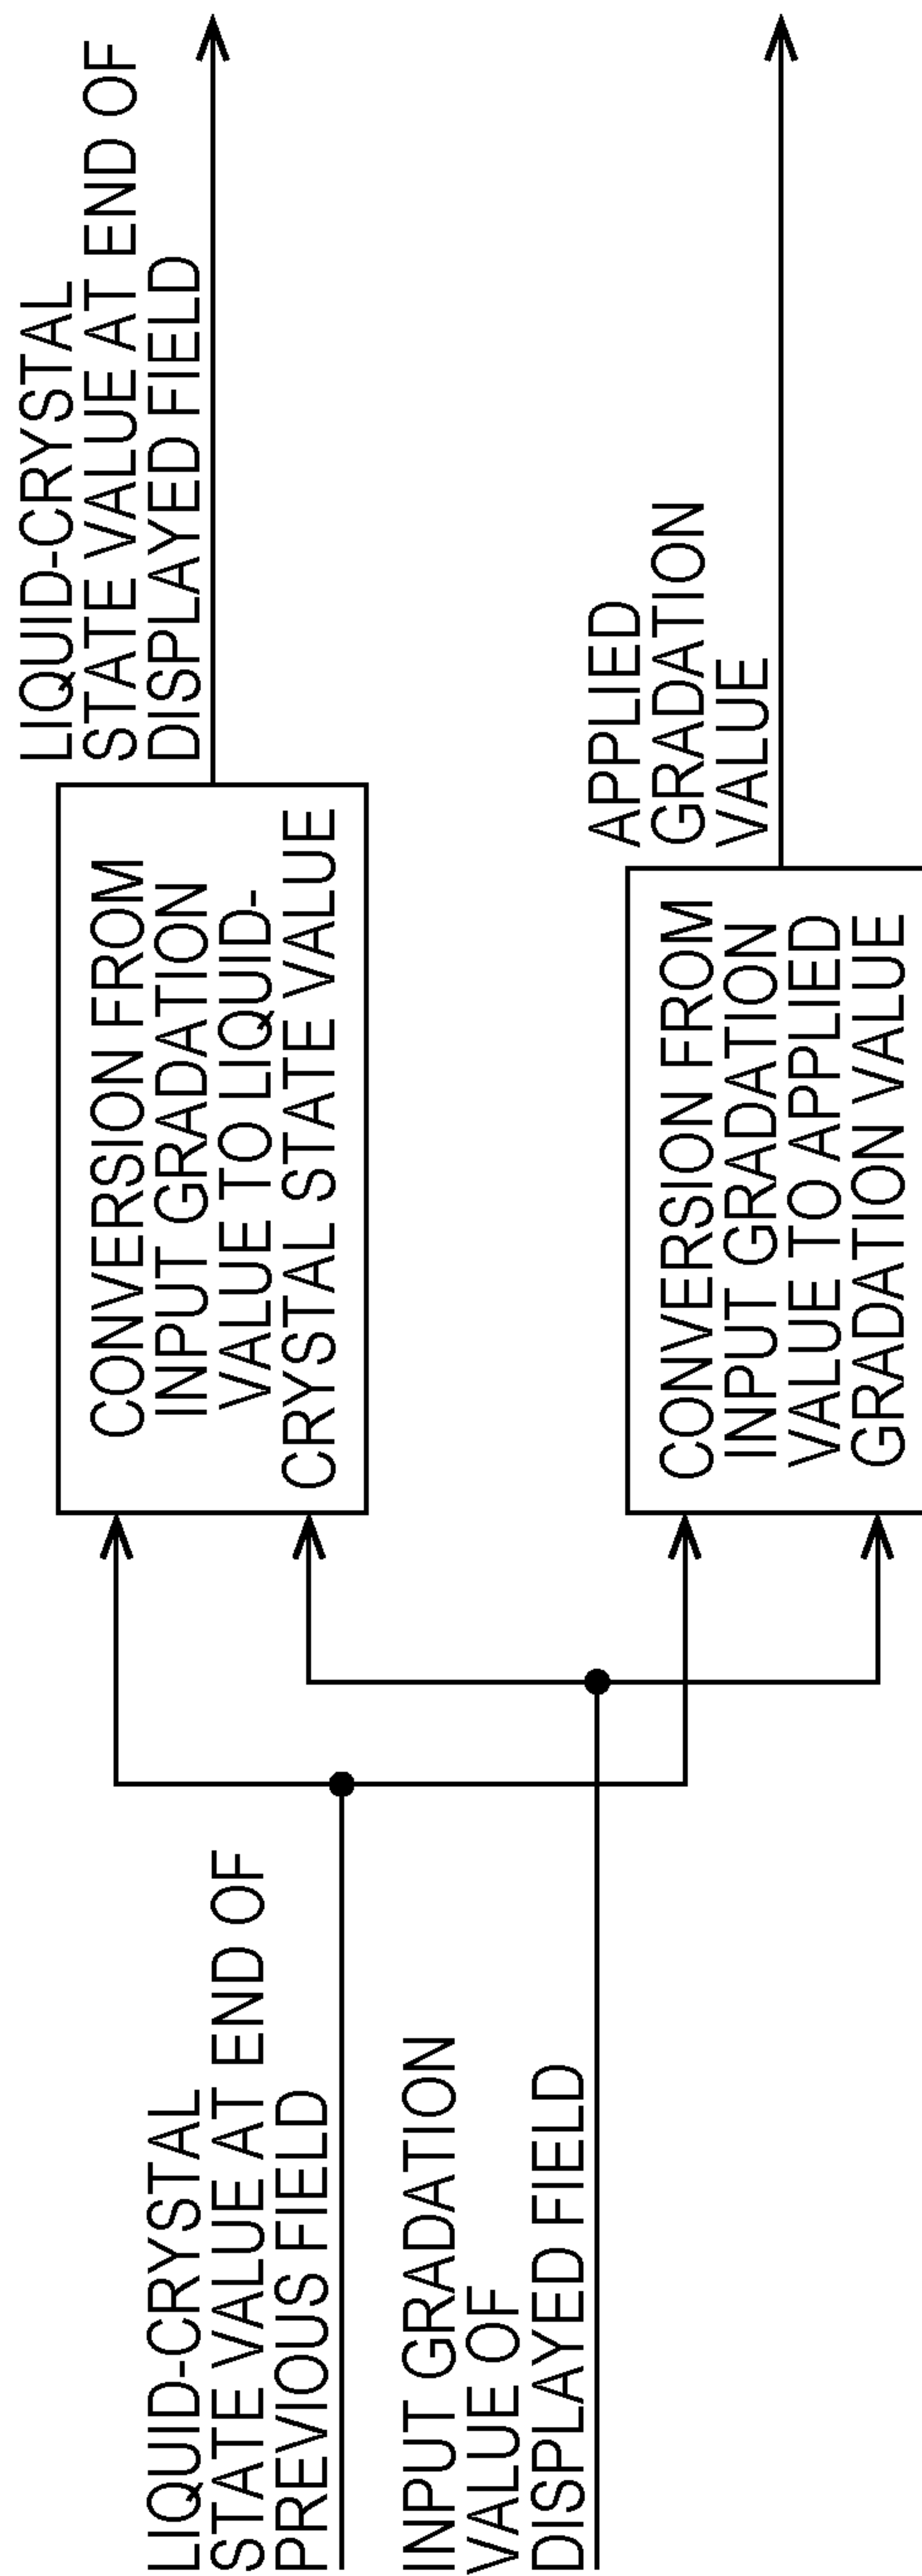 LIQUID-CRYSTAL
STATE VALUE AT END OF
PREVIOUS FIELD
INPUT GRADATION
VALUE OF
DISPLAYED FIELD
CONVERSION FROM
INPUT GRADATION
VALUE TO LIQUID-
CRYSTAL STATE VALUE
LIQUID-CRYSTAL
STATE VALUE AT END OF
DISPLAYED FIELD
CONVERSION FROM
INPUT GRADATION
VALUE TO APPLIED
GRADATION VALUE
APPLIED
GRADATION
VALUE